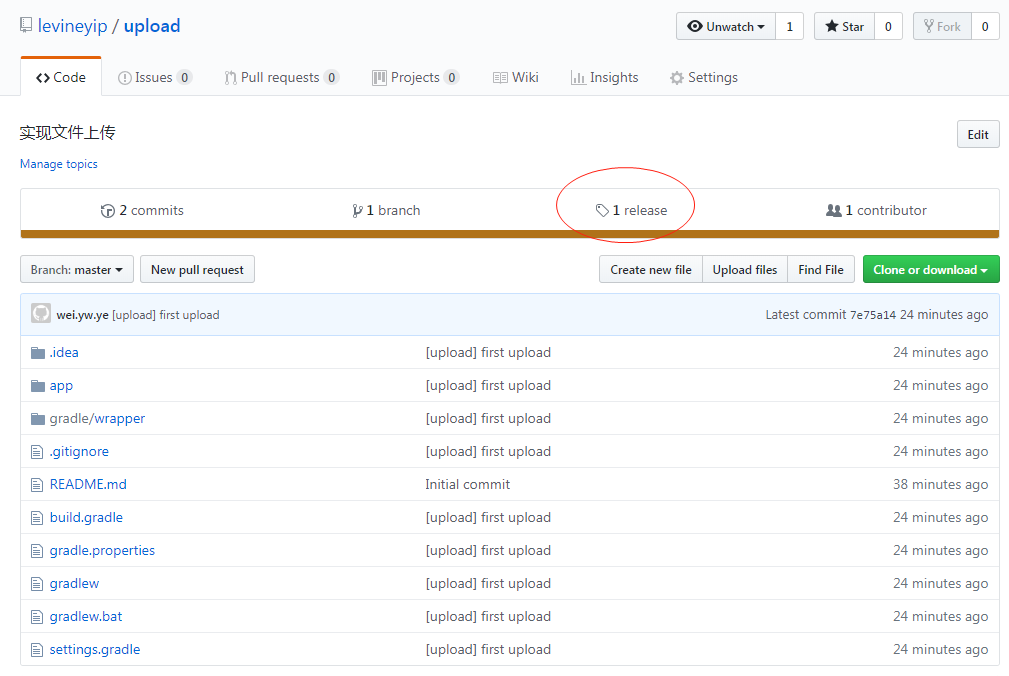 levineyip / upload Unwatch 1 Star 0 Fork 0
Code Issues 0 Pull requests 0 Projects 0 Wiki Insights Settings
实现文件上传 Edit
Manage topics
2 commits 1 branch 1 release 1 contributor
Branch: master New pull request Create new file Upload files Find File Clone or download
wei.yw.ye [upload] first upload Latest commit 7e75a14 24 minutes ago
.idea [upload] first upload 24 minutes ago
app [upload] first upload 24 minutes ago
gradle/wrapper [upload] first upload 24 minutes ago
.gitignore [upload] first upload 24 minutes ago
README.md Initial commit 38 minutes ago
build.gradle [upload] first upload 24 minutes ago
gradle.properties [upload] first upload 24 minutes ago
gradlew [upload] first upload 24 minutes ago
gradlew.bat [upload] first upload 24 minutes ago
settings.gradle [upload] first upload 24 minutes ago